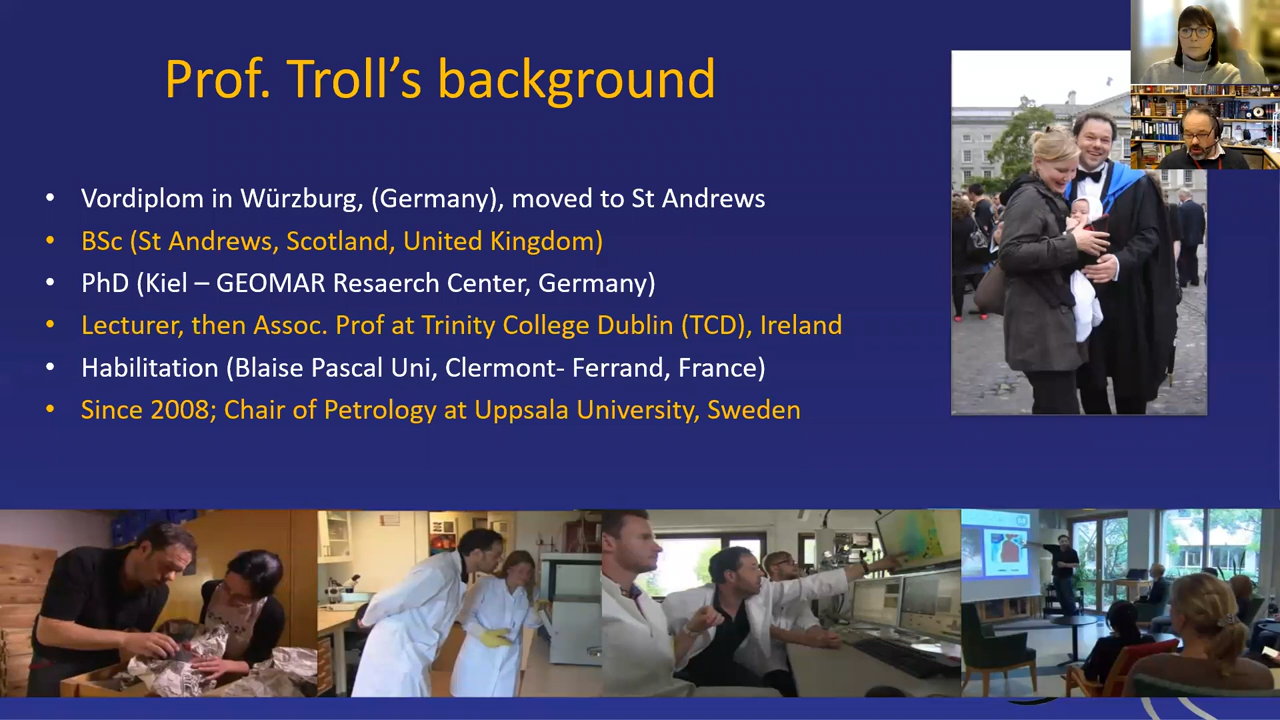 Prof. Troll’s background
• Vordiplom in Würzburg, (Germany), moved to St Andrews
• BSc (St Andrews, Scotland, United Kingdom)
• PhD (Kiel – GEOMAR Resaerch Center, Germany)
• Lecturer, then Assoc. Prof at Trinity College Dublin (TCD), Ireland
• Habilitation (Blaise Pascal Uni, Clermont- Ferrand, France)
• Since 2008; Chair of Petrology at Uppsala University, Sweden